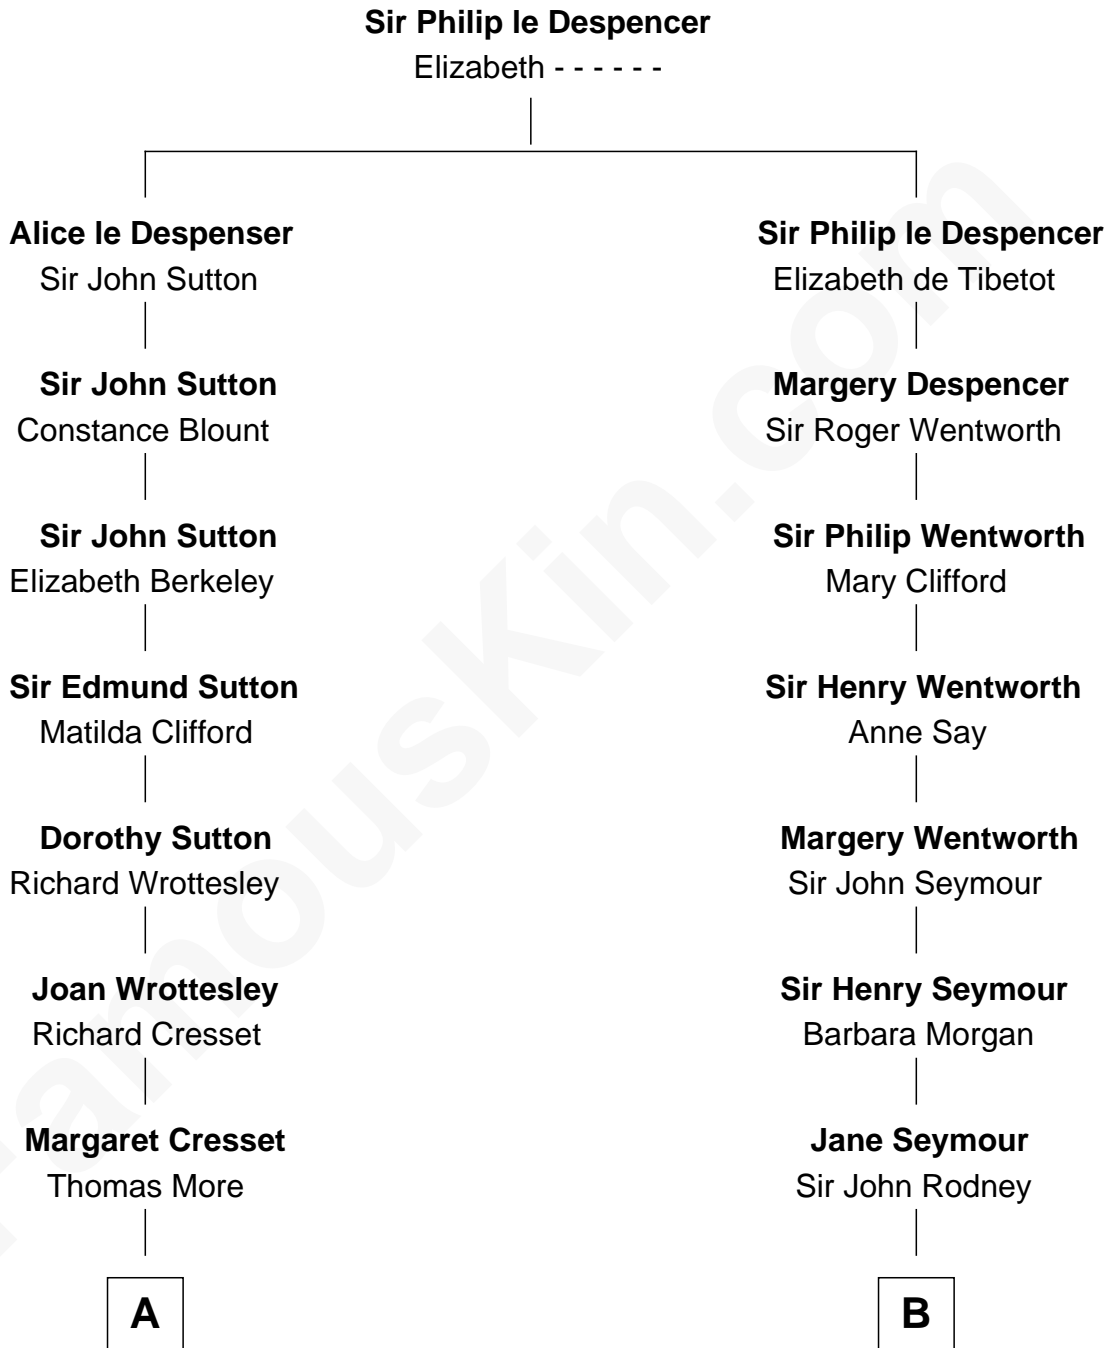 Sir Philip le Despencer
Elizabeth - - - - - -
Alice le Despenser
Sir John Sutton
Sir Philip le Despencer
Elizabeth de Tibetot
Sir John Sutton
Constance Blount
Margery Despencer
Sir Roger Wentworth
Sir John Sutton
Elizabeth Berkeley
Sir Philip Wentworth
Mary Clifford
Sir Edmund Sutton
Matilda Clifford
Sir Henry Wentworth
Anne Say
Dorothy Sutton
Richard Wrottesley
Margery Wentworth
Sir John Seymour
Joan Wrottesley
Richard Cresset
Sir Henry Seymour
Barbara Morgan
Margaret Cresset
Thomas More
Jane Seymour
Sir John Rodney
A
B
FamousKin.com